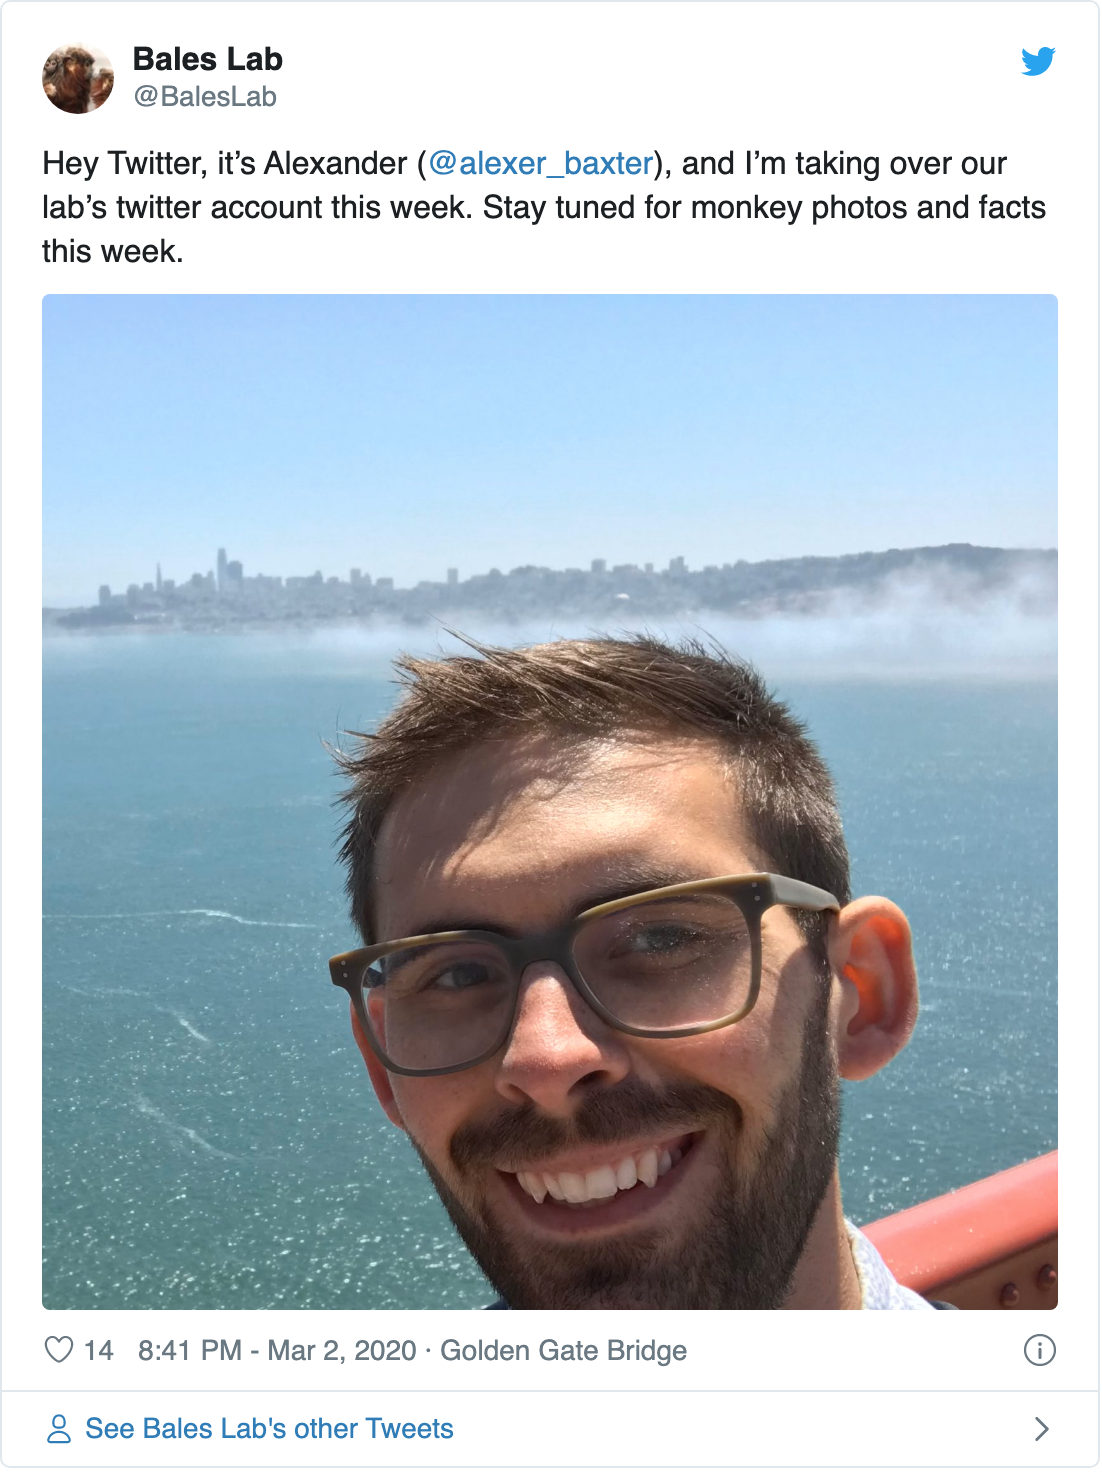 Bales Lab
@BalesLab
Hey Twitter, it’s Alexander (@alexer_baxter), and I’m taking over our
lab’s twitter account this week. Stay tuned for monkey photos and facts
this week.
14 8:41 PM - Mar 2, 2020 · Golden Gate Bridge
See Bales Lab's other Tweets